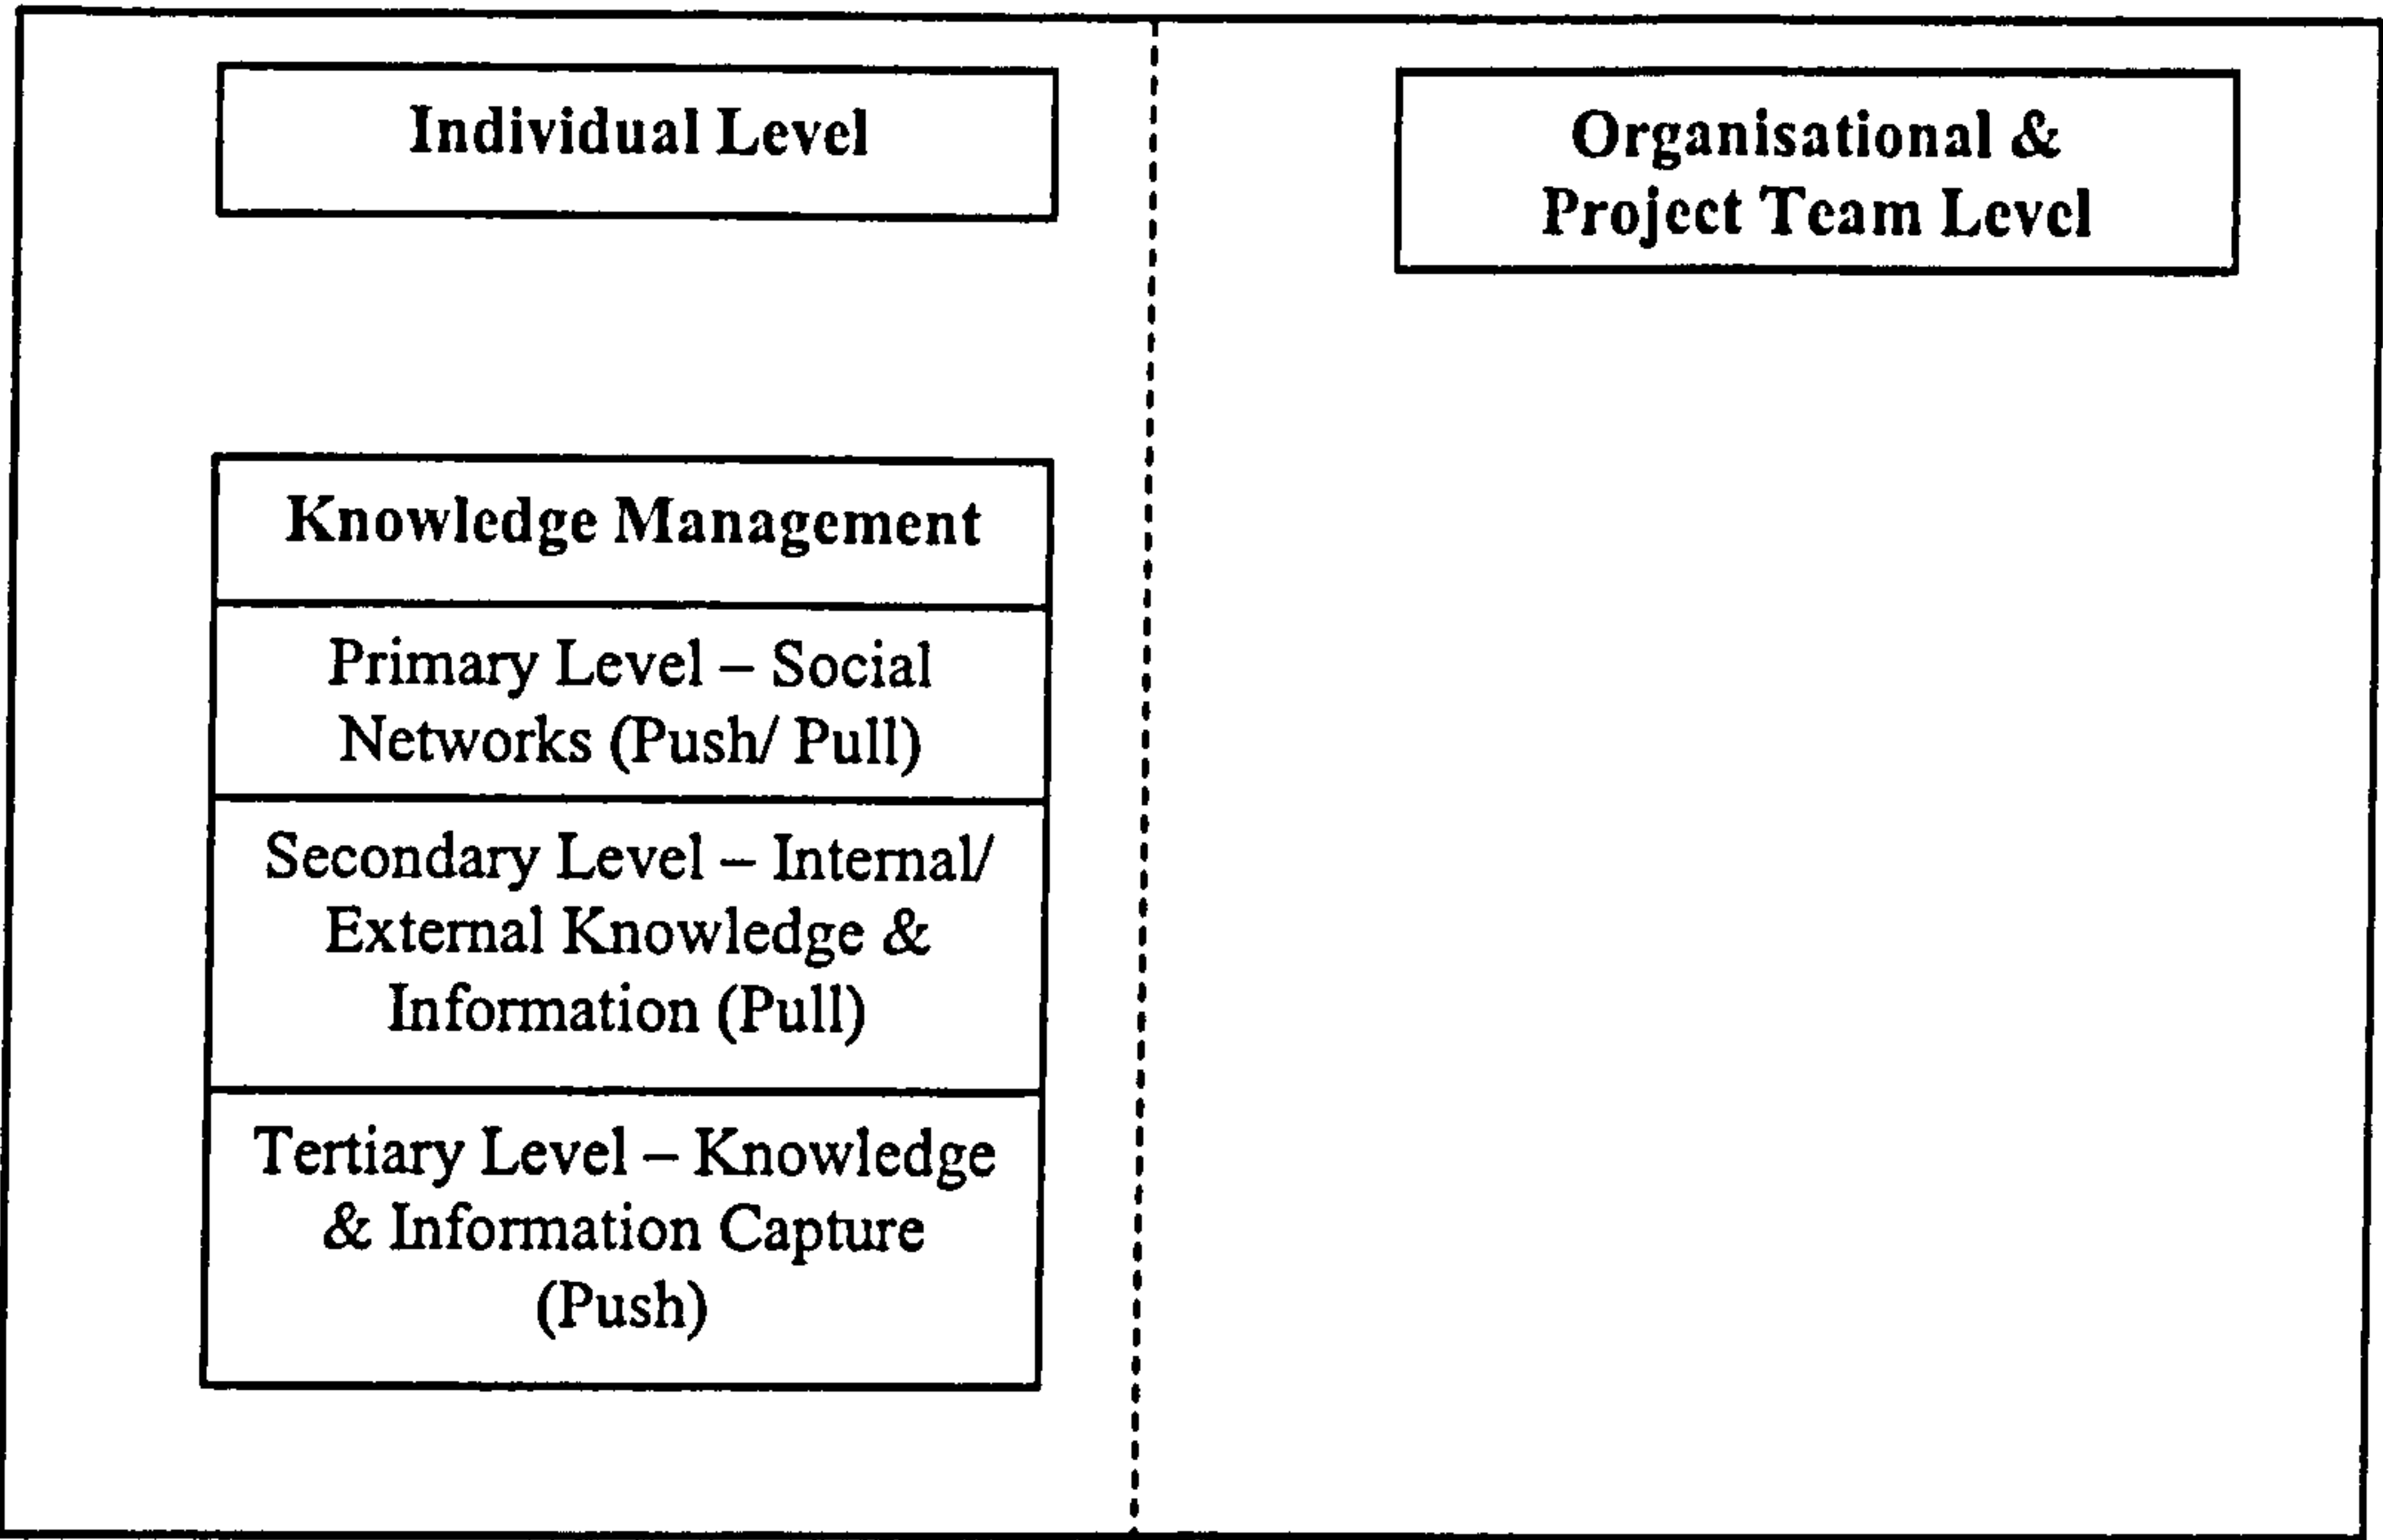 Individual Level
Organisational &
Project Team Level
Knowledge Management
Primary Level – Social
Networks (Push/ Pull)
Secondary Level – Internal/
External Knowledge &
Information (Pull)
Tertiary Level – Knowledge
& Information Capture
(Push)